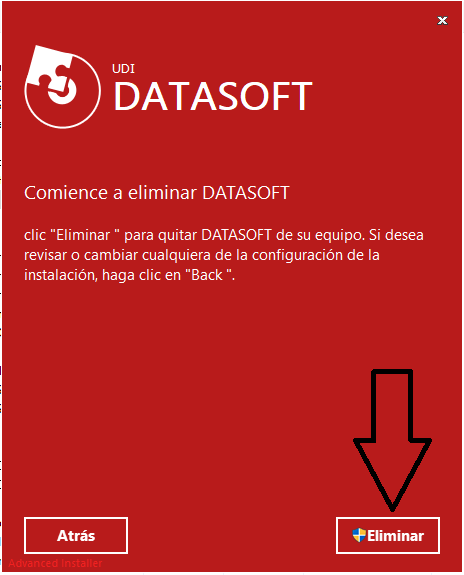 UDI
DATASOFT
Comience a eliminar DATASOFT
clic "Eliminar " para quitar DATASOFT de su equipo. Si desea
revisar o cambiar cualquiera de la configuración de la
instalación, haga clic en "Back ".
Atrás
Eliminar
Advanced Installer